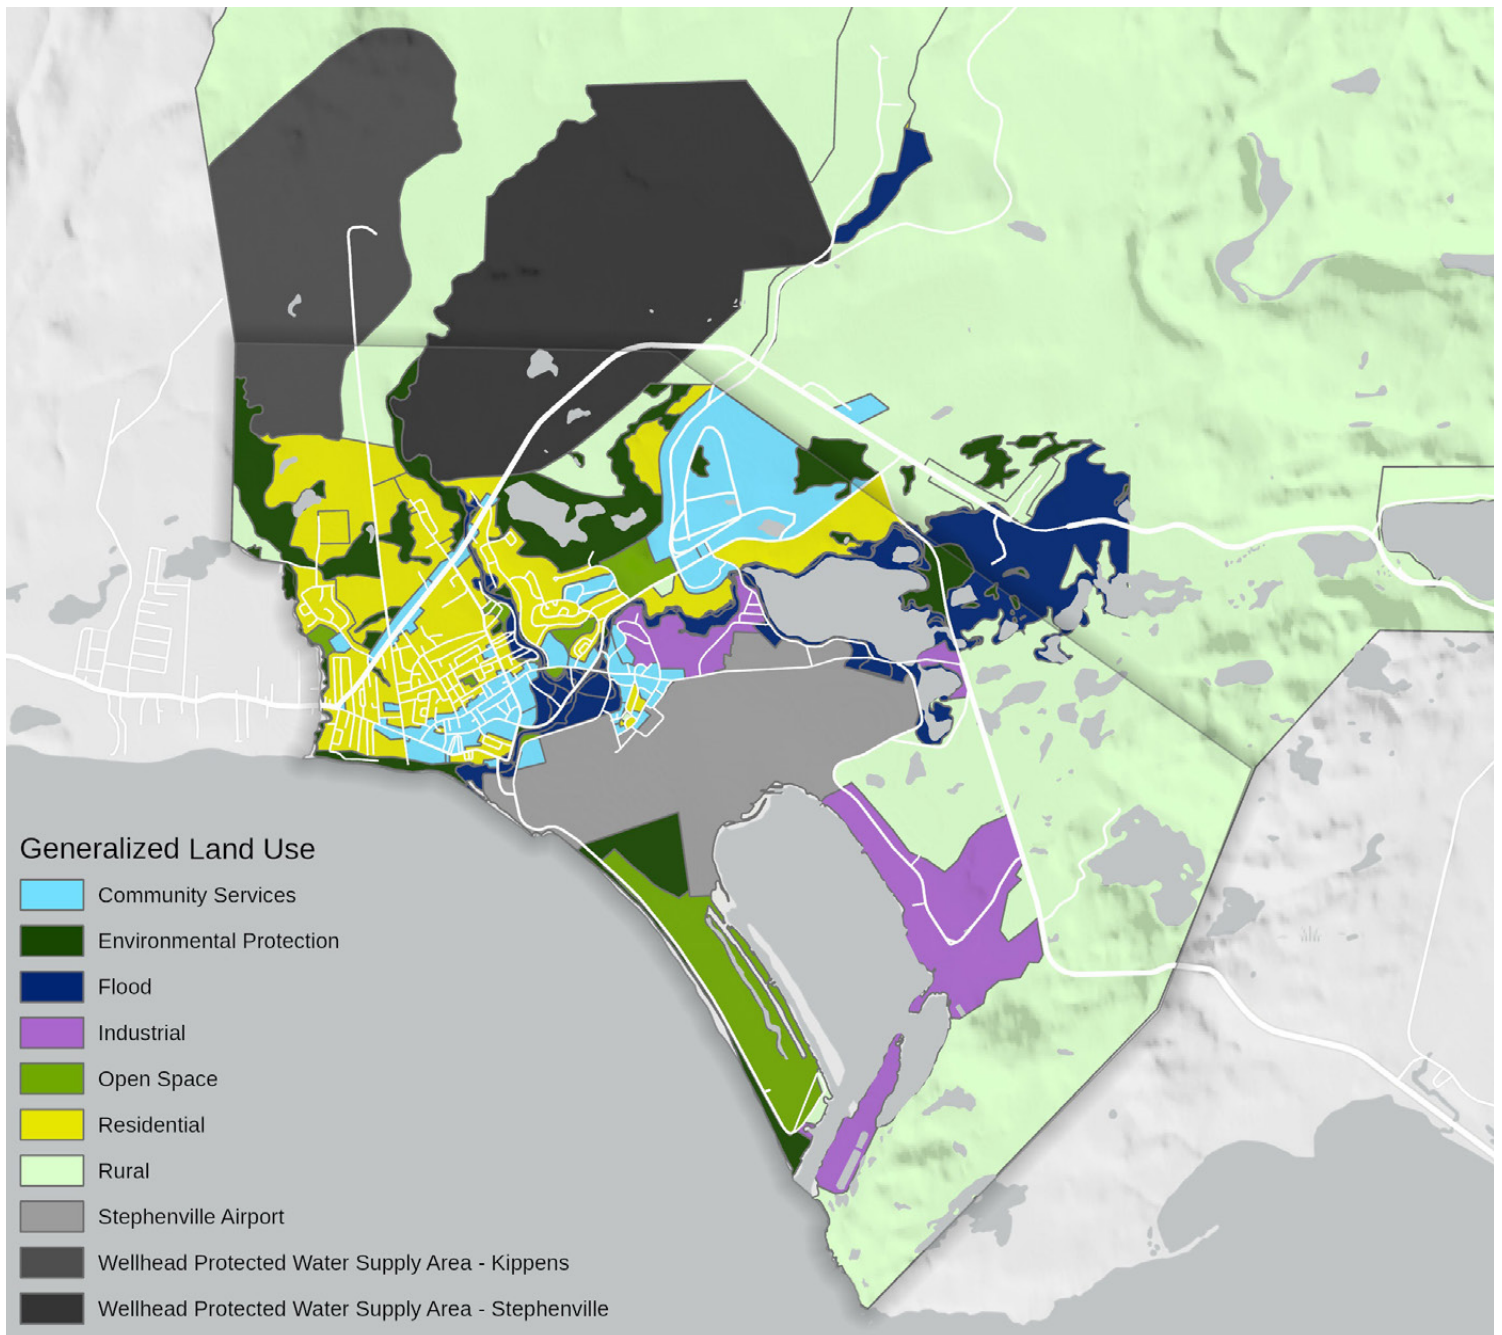 Generalized Land Use
Community Services
Environmental Protection
Flood
Industrial
Open Space
Residential
Rural
Stephenville Airport
Wellhead Protected Water Supply Area - Kippens
Wellhead Protected Water Supply Area - Stephenville